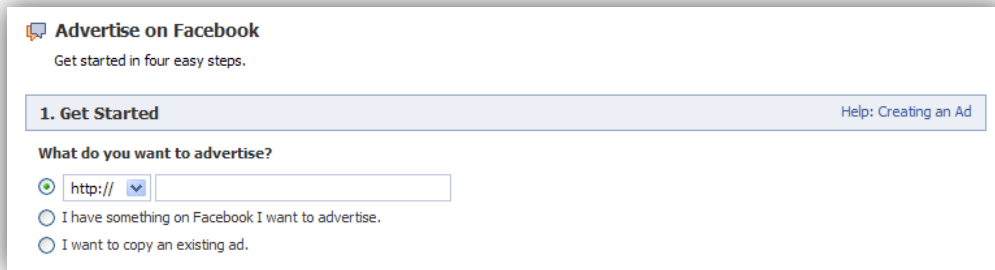 Advertise on Facebook
Get started in four easy steps.
1. Get Started Help: Creating an Ad
What do you want to advertise?
http://
I have something on Facebook I want to advertise.
I want to copy an existing ad.